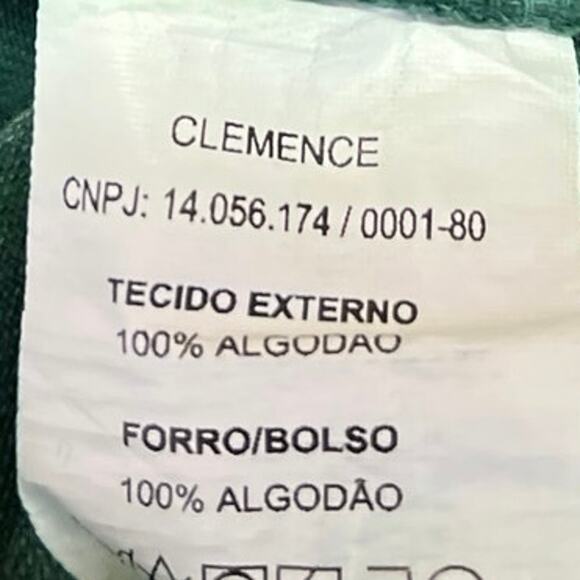 CLEMENCE
CNPJ: 14.056.174 / 0001-80
TECIDO EXTERNO
100% ALGODÃO
FORRO/BOLSO
100% ALGODÃO